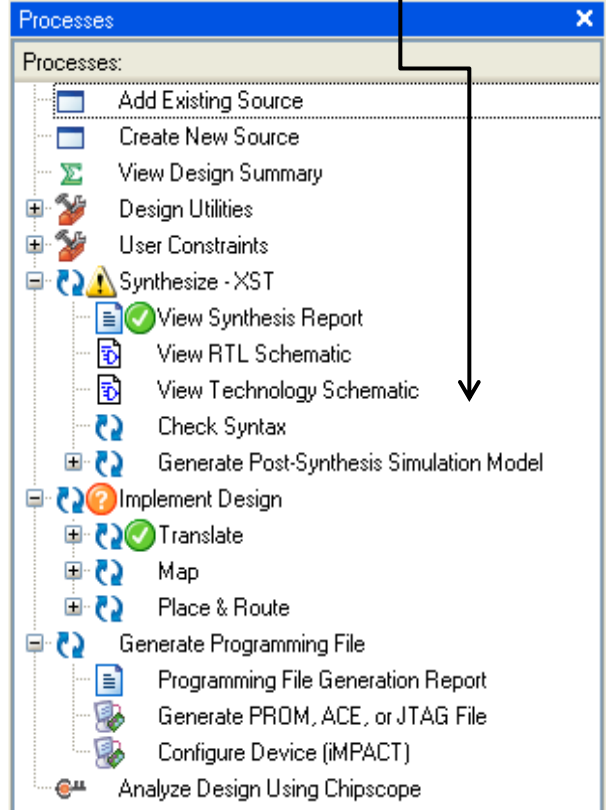 Processes
Processes:
Add Existing Source
Create New Source
View Design Summary
Design Utilities
User Constraints
Synthesize - XST
View Synthesis Report
View RTL Schematic
View Technology Schematic
Check Syntax
Generate Post-Synthesis Simulation Model
Implement Design
Translate
Map
Place & Route
Generate Programming File
Programming File Generation Report
Generate PROM, ACE, or JTAG File
Configure Device (iMPACT)
Analyze Design Using Chipscope